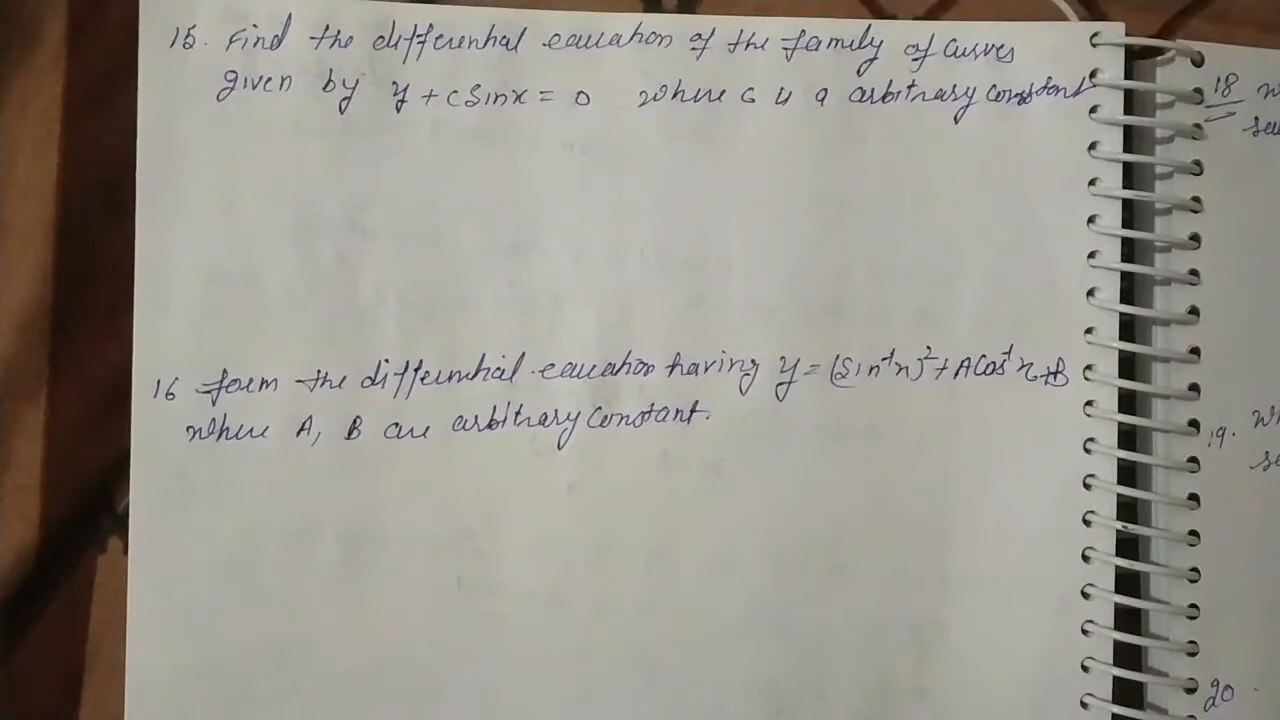 15. Find the differential equation of the family of curves
given by y + c sin x = 0 where c is a arbitrary constant
16 form the differential equation having y = (Sin⁻¹x)² + A Cos⁻¹x + B
where A, B are arbitrary constant.
18
19.
20